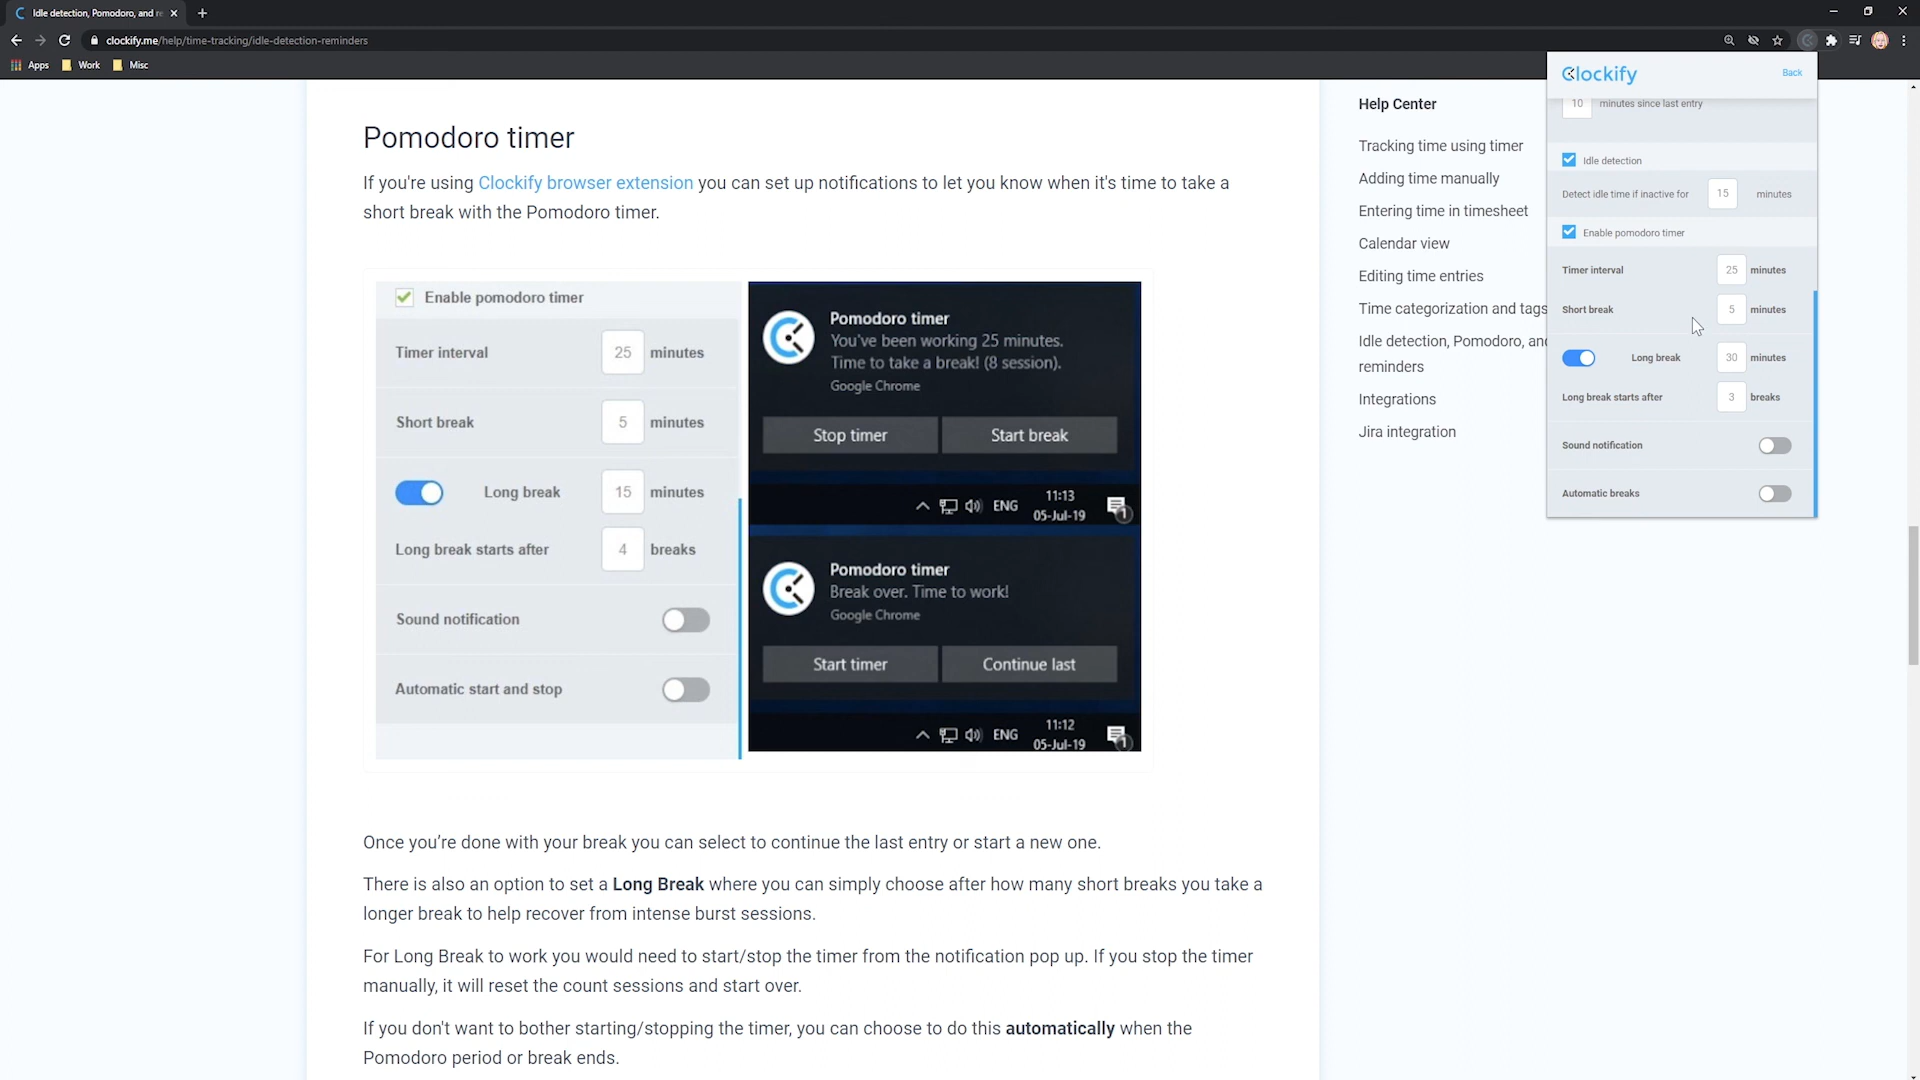 Idle detection, Pomodoro, and re
clockify.me/help/time-tracking/idle-detection-reminders
Apps
Work
Misc
Pomodoro timer
If you're using Clockify browser extension you can set up notifications to let you know when it's time to take a
short break with the Pomodoro timer.
Enable pomodoro timer
Timer interval 25 minutes
Short break 5 minutes
Long break 15 minutes
Long break starts after 4 breaks
Sound notification
Automatic start and stop
Pomodoro timer
You've been working 25 minutes.
Time to take a break! (8 session).
Google Chrome
Stop timer
Start break
ENG
11:13
05-Jul-19
1
Pomodoro timer
Break over. Time to work!
Google Chrome
Start timer
Continue last
ENG
11:12
05-Jul-19
1
Once you’re done with your break you can select to continue the last entry or start a new one.
There is also an option to set a Long Break where you can simply choose after how many short breaks you take a
longer break to help recover from intense burst sessions.
For Long Break to work you would need to start/stop the timer from the notification pop up. If you stop the timer
manually, it will reset the count sessions and start over.
If you don't want to bother starting/stopping the timer, you can choose to do this automatically when the
Pomodoro period or break ends.
Help Center
Tracking time using timer
Adding time manually
Entering time in timesheet
Calendar view
Editing time entries
Time categorization and tags
Idle detection, Pomodoro, and
reminders
Integrations
Jira integration
Clockify
Back
10 minutes since last entry
Idle detection
Detect idle time if inactive for 15 minutes
Enable pomodoro timer
Timer interval 25 minutes
Short break 5 minutes
Long break 30 minutes
Long break starts after 3 breaks
Sound notification
Automatic breaks